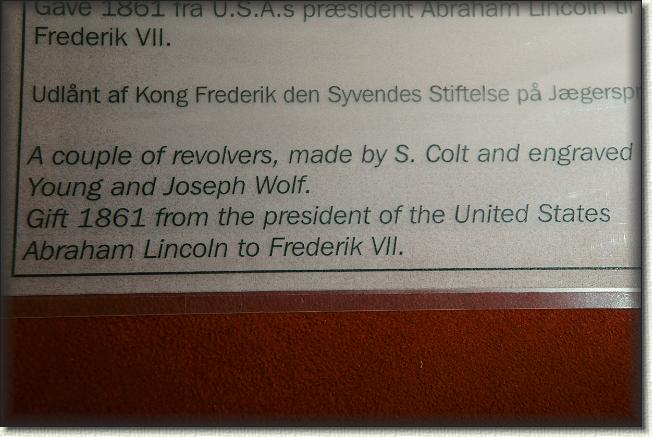 Gave 1861 fra U.S.A.s præsident Abraham Lincoln til
Frederik VII.
Udlånt af Kong Frederik den Syvendes Stiftelse på Jægerspr
A couple of revolvers, made by S. Colt and engraved
Young and Joseph Wolf.
Gift 1861 from the president of the United States
Abraham Lincoln to Frederik VII.